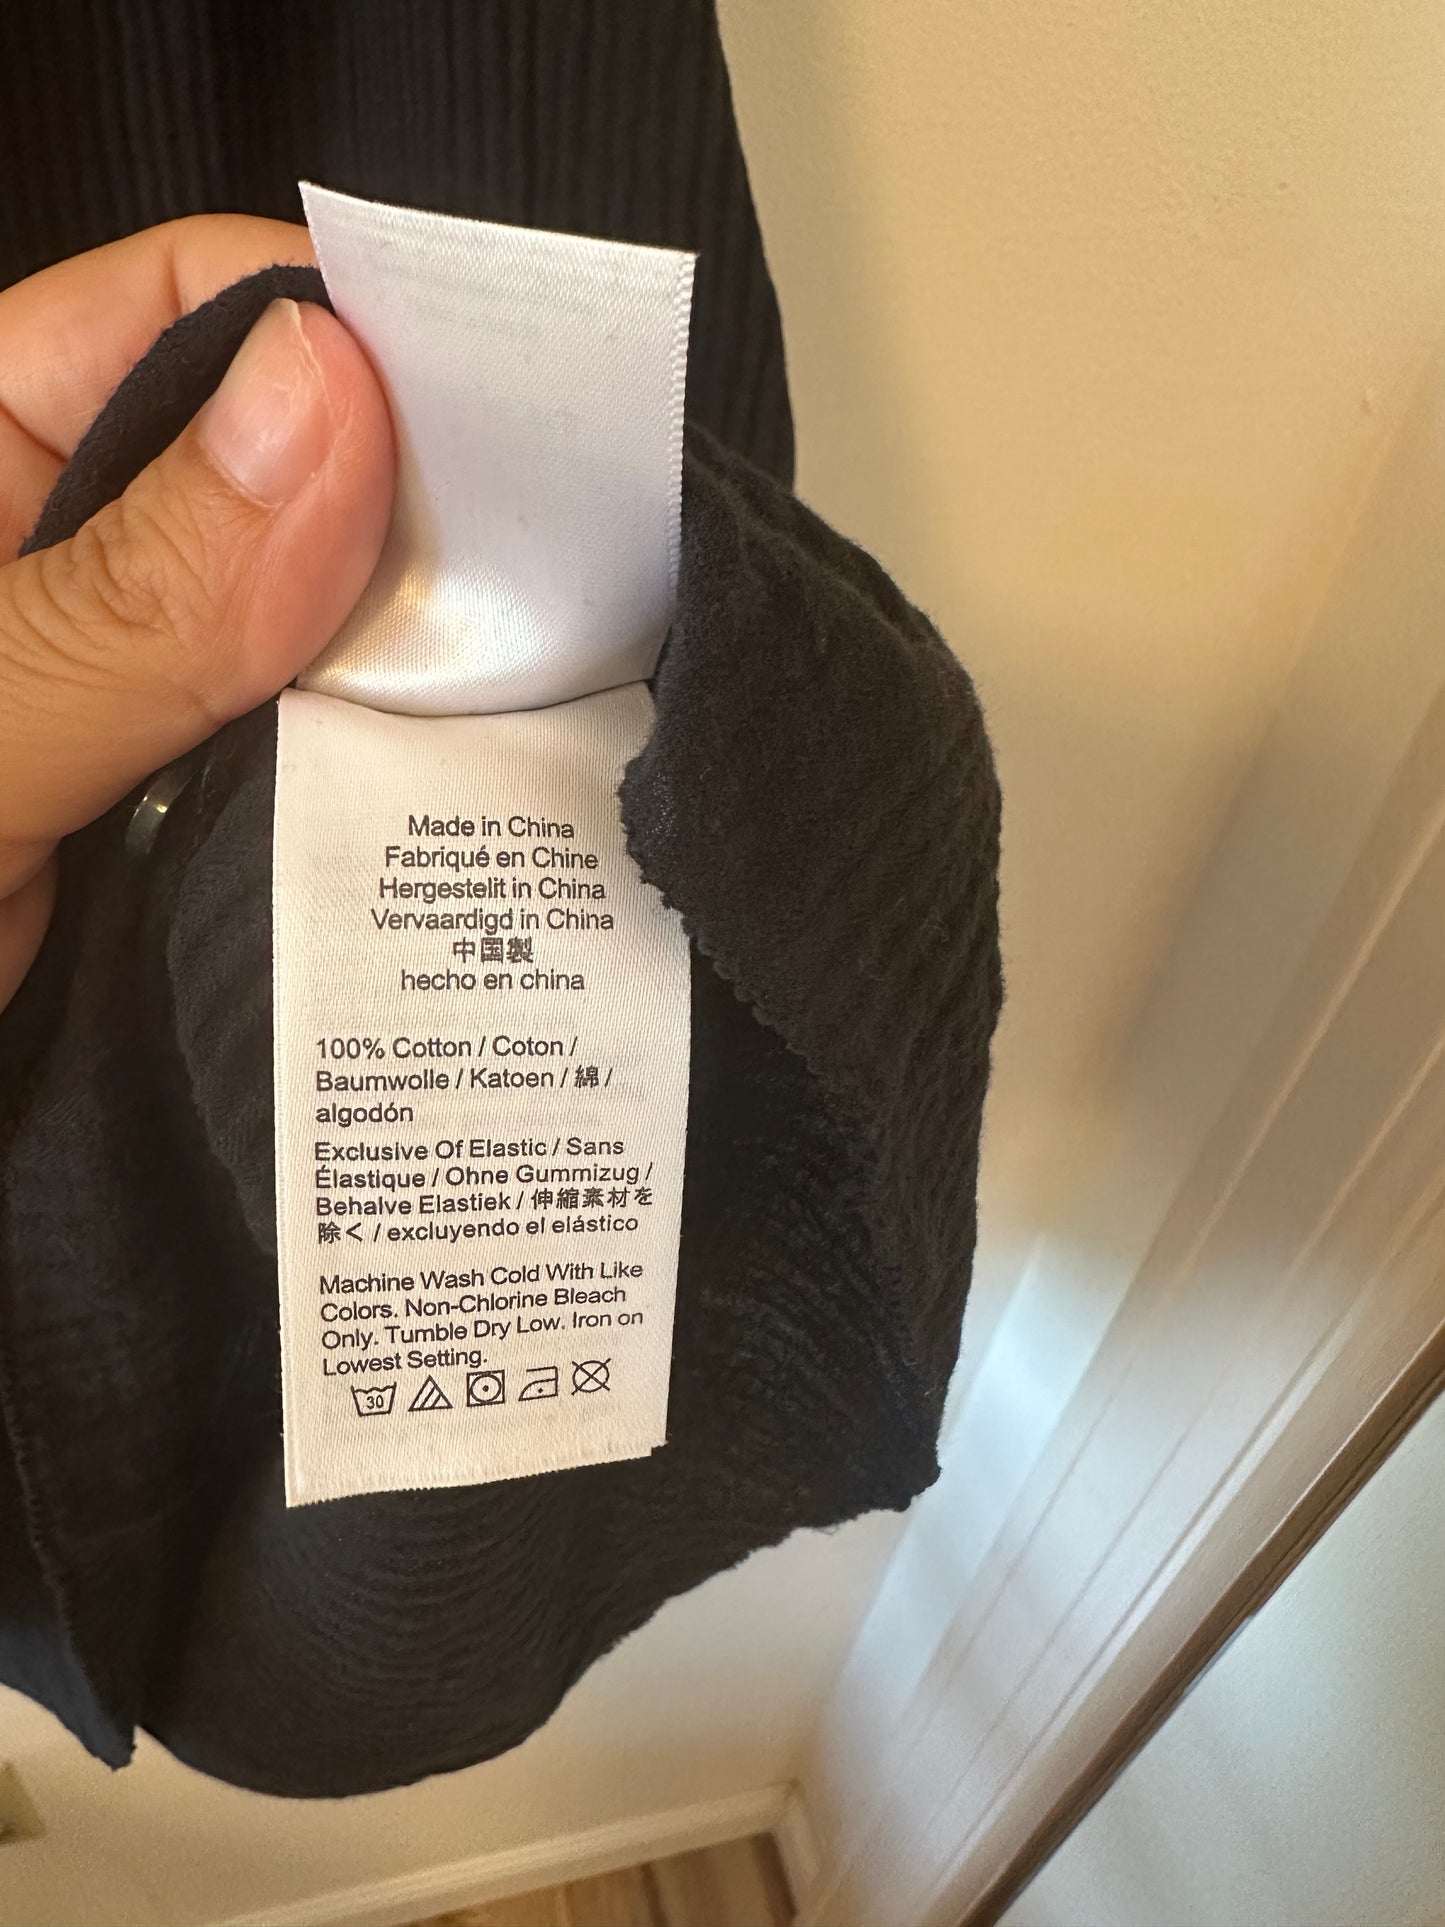 Made in China
Fabriqué en Chine
Hergestellt in China
Vervaardigd in China
中国製
hecho en china
100% Cotton / Coton /
Baumwolle / Katoen / 綿 /
algodón
Exclusive Of Elastic / Sans
Élastique / Ohne Gummizug /
Behalve Elastiek / 伸縮素材を
除く / excluyendo el elástico
Machine Wash Cold With Like
Colors. Non-Chlorine Bleach
Only. Tumble Dry Low. Iron on
Lowest Setting.
30